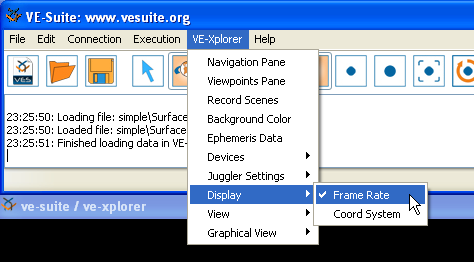 VE-Suite: www.vesuite.org
File Edit Connection Execution VE-Xplorer Help
VES
Navigation Pane
Viewpoints Pane
Record Scenes
Background Color
Ephemeris Data
Devices
Juggler Settings
Display
View
Graphical View
Frame Rate
Coord System
23:25:50: Loading file: simple\Surface
23:25:50: Loaded file: simple\Surface
23:25:51: Finished loading data in VE-
ve-suite / ve-xplorer